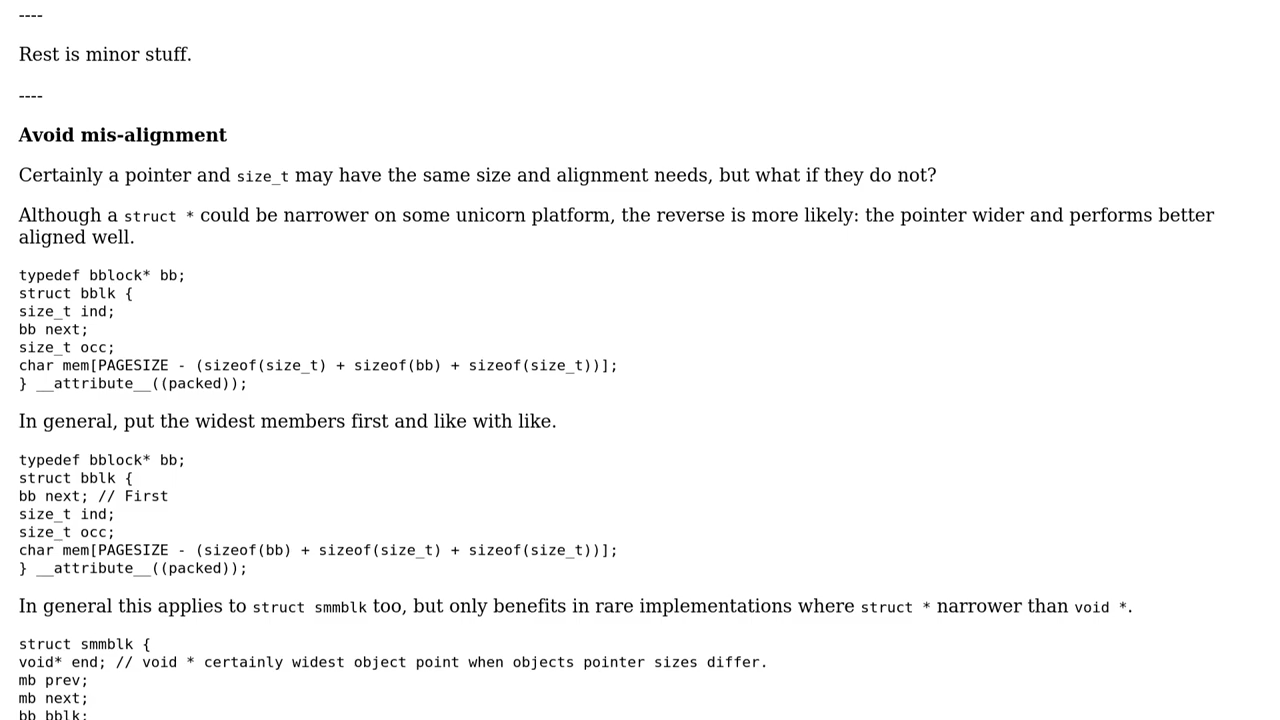 ----
Rest is minor stuff.
----
Avoid mis-alignment
Certainly a pointer and size_t may have the same size and alignment needs, but what if they do not?
Although a struct * could be narrower on some unicorn platform, the reverse is more likely: the pointer wider and performs better
aligned well.
typedef bblock* bb;
struct bblk {
size_t ind;
bb next;
size_t occ;
char mem[PAGESIZE - (sizeof(size_t) + sizeof(bb) + sizeof(size_t))];
} __attribute__((packed));
In general, put the widest members first and like with like.
typedef bblock* bb;
struct bblk {
bb next; // First
size_t ind;
size_t occ;
char mem[PAGESIZE - (sizeof(bb) + sizeof(size_t) + sizeof(size_t))];
} __attribute__((packed));
In general this applies to struct smmblk too, but only benefits in rare implementations where struct * narrower than void *.
struct smmblk {
void* end; // void * certainly widest object point when objects pointer sizes differ.
mb prev;
mb next;
bb bblk;